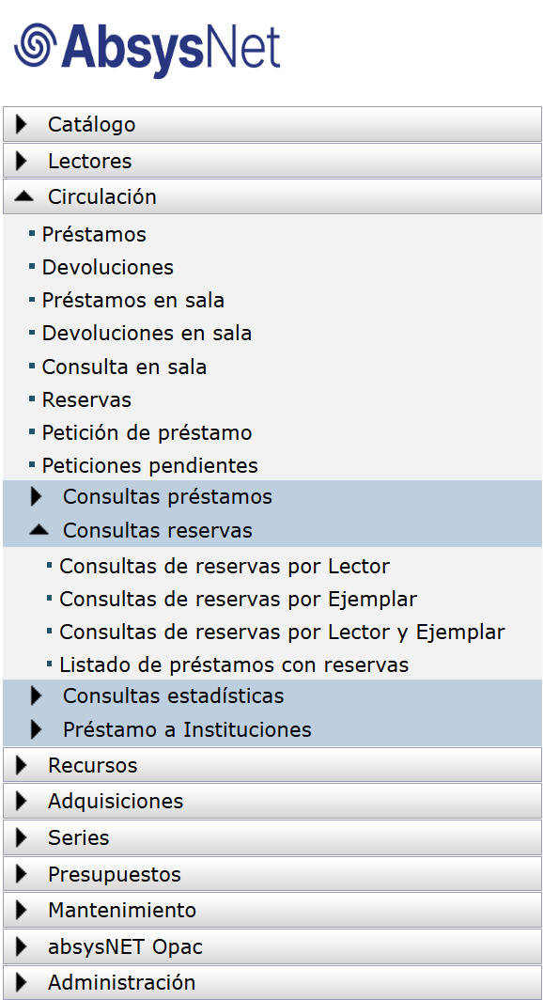 AbsysNet
Catálogo
Lectores
Circulación
Préstamos
Devoluciones
Préstamos en sala
Devoluciones en sala
Consulta en sala
Reservas
Petición de préstamo
Peticiones pendientes
Consultas préstamos
Consultas reservas
Consultas de reservas por Lector
Consultas de reservas por Ejemplar
Consultas de reservas por Lector y Ejemplar
Listado de préstamos con reservas
Consultas estadísticas
Préstamo a Instituciones
Recursos
Adquisiciones
Series
Presupuestos
Mantenimiento
absysNET Opac
Administración